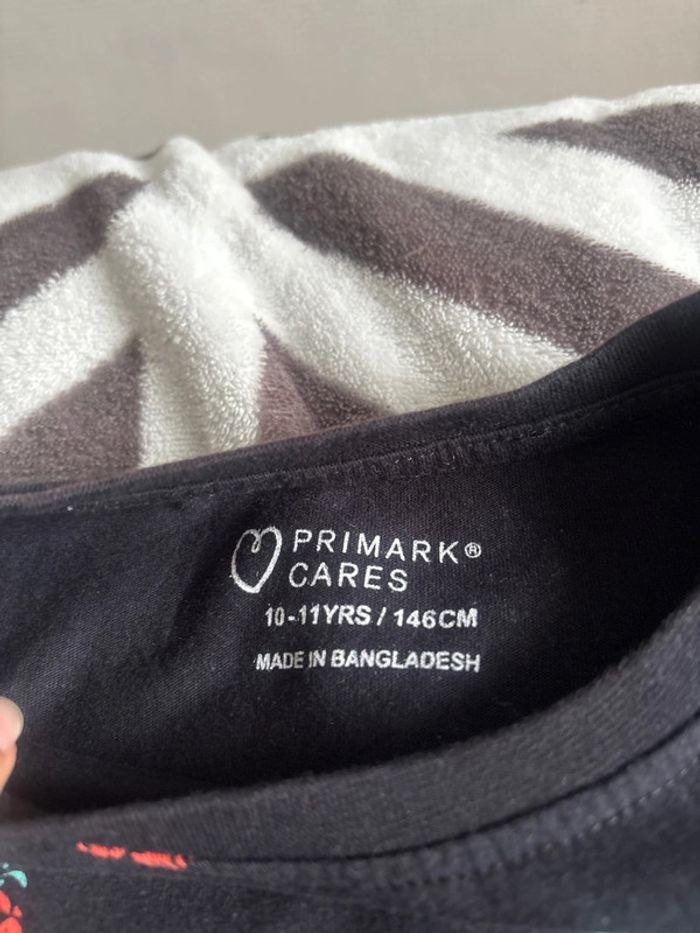 PRIMARK®
CARES
10-11YRS / 146CM
MADE IN BANGLADESH